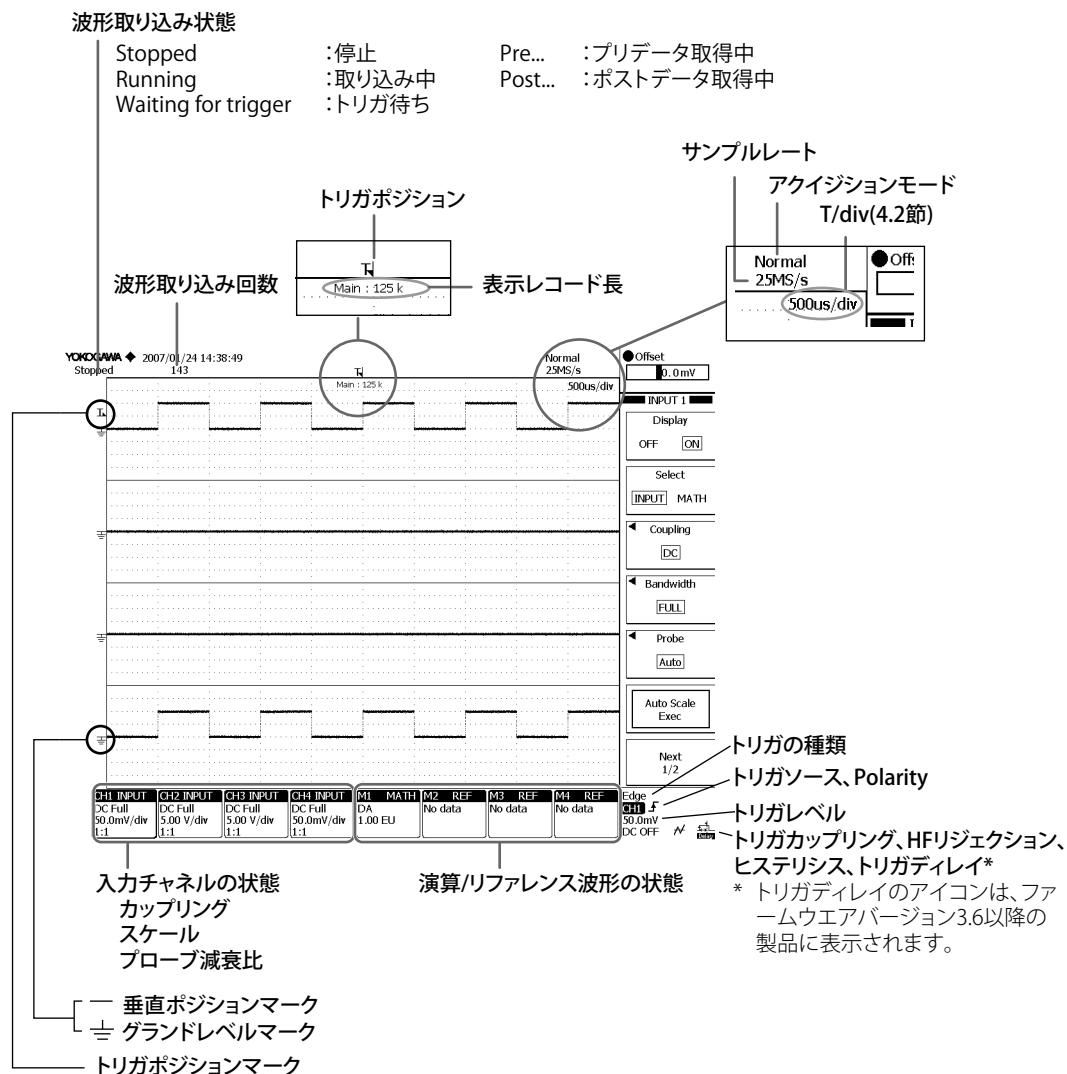 波形取り込み状態
Stopped :停止 Pre... :プリデータ取得中
Running :取り込み中 Post... :ポストデータ取得中
Waiting for trigger :トリガ待ち
サンプルレート
アクイジションモード
T/div(4.2節)
トリガポジション
波形取り込み回数
T
Main : 125 k
表示レコード長
Normal
25MS/s
500us/div
Offs
YOKOGAWA ◆ 2007/01/24 14:38:49
Stopped 143
T
Main : 125 k
Normal
25MS/s
500us/div
Offset
0.0mV
INPUT 1
Display
OFF ON
Select
INPUT MATH
Coupling
DC
Bandwidth
FULL
Probe
Auto
Auto Scale
Exec
Next
1/2
T
CH1 INPUT CH2 INPUT CH3 INPUT CH4 INPUT M1 MATH M2 REF M3 REF M4 REF
DC Full DC Full DC Full DC Full DA No data No data No data
50.0mV/div 5.00 V/div 5.00 V/div 50.0mV/div 1.00 EU
1:1 1:1 1:1 1:1
Edge
CH1
50.0mV
DC OFF
Delay
トリガの種類
トリガソース、Polarity
トリガレベル
トリガカップリング、HFリジェクション、
ヒステリシス、トリガディレイ*
* トリガディレイのアイコンは、ファ
ームウエアバージョン3.6以降の
製品に表示されます。
入力チャネルの状態
カップリング
スケール
プローブ減衰比
演算/リファレンス波形の状態
垂直ポジションマーク
グランドレベルマーク
トリガポジションマーク